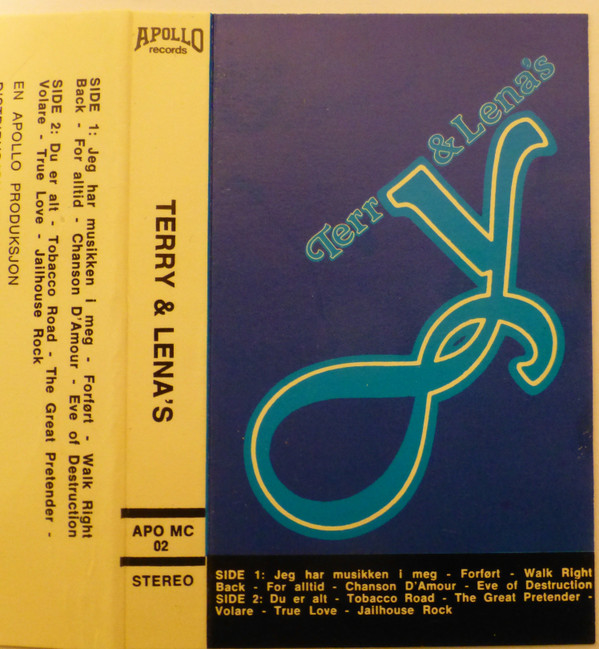 SIDE 1: Jeg har musikken i meg - Forført - Walk Right
Back - For alltid - Chanson D'Amour - Eve of Destruction
SIDE 2: Du er alt - Tobacco Road - The Great Pretender -
Volare - True Love - Jailhouse Rock
EN APOLLO PRODUKSJON
APOLLO
records
TERRY & LENA'S
APO MC
02
STEREO
Terry & Lena's
SIDE 1: Jeg har musikken i meg - Forført - Walk Right
Back - For alltid - Chanson D'Amour - Eve of Destruction
SIDE 2: Du er alt - Tobacco Road - The Great Pretender -
Volare - True Love - Jailhouse Rock